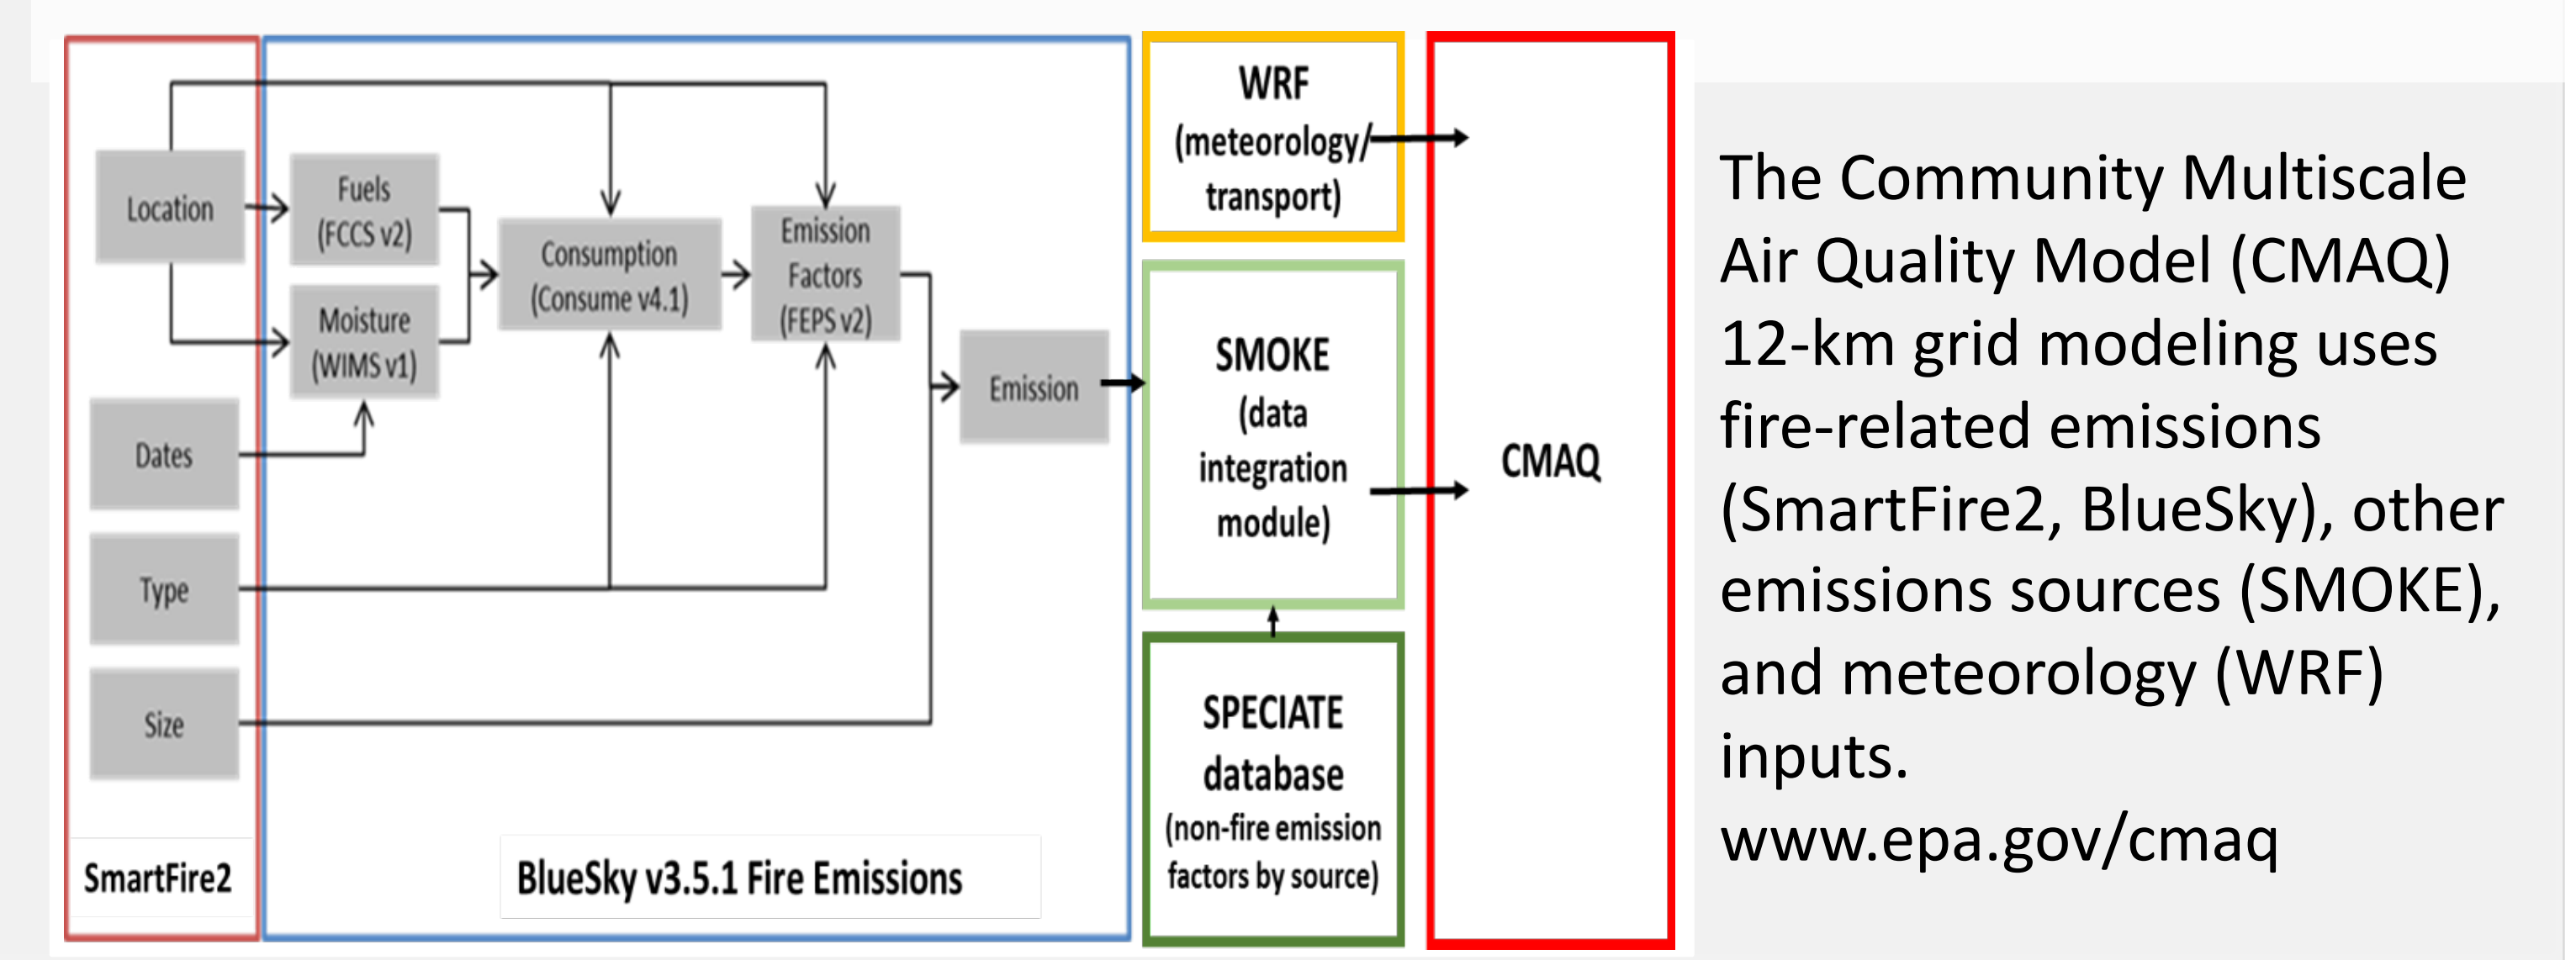 Location
Dates
Type
Size
SmartFire2
Fuels
(FCCS v2)
Moisture
(WIMS v1)
Consumption
(Consume v4.1)
Emission
Factors
(FEPS v2)
Emission
BlueSky v3.5.1 Fire Emissions
WRF
(meteorology/
transport)
SMOKE
(data
integration
module)
SPECIATE
database
(non-fire emission
factors by source)
CMAQ
The Community Multiscale
Air Quality Model (CMAQ)
12-km grid modeling uses
fire-related emissions
(SmartFire2, BlueSky), other
emissions sources (SMOKE),
and meteorology (WRF)
inputs.
www.epa.gov/cmaq